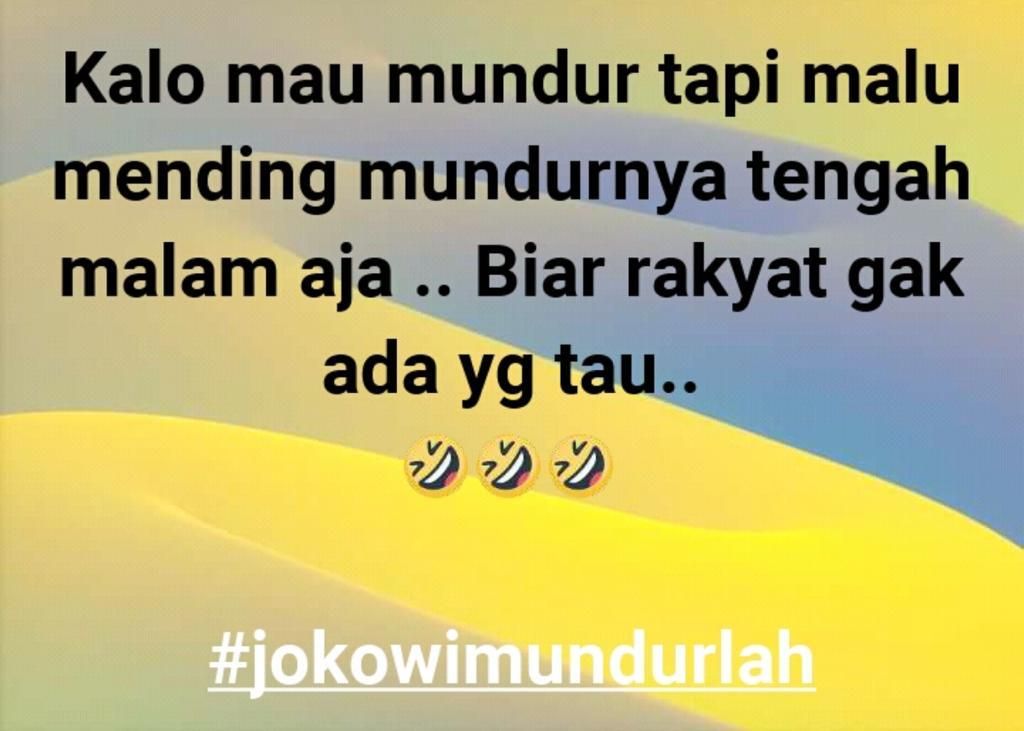 Kalo mau mundur tapi malu
mending mundurnya tengah
malam aja .. Biar rakyat gak
ada yg tau..
🤣🤣🤣
#jokowimundurlah